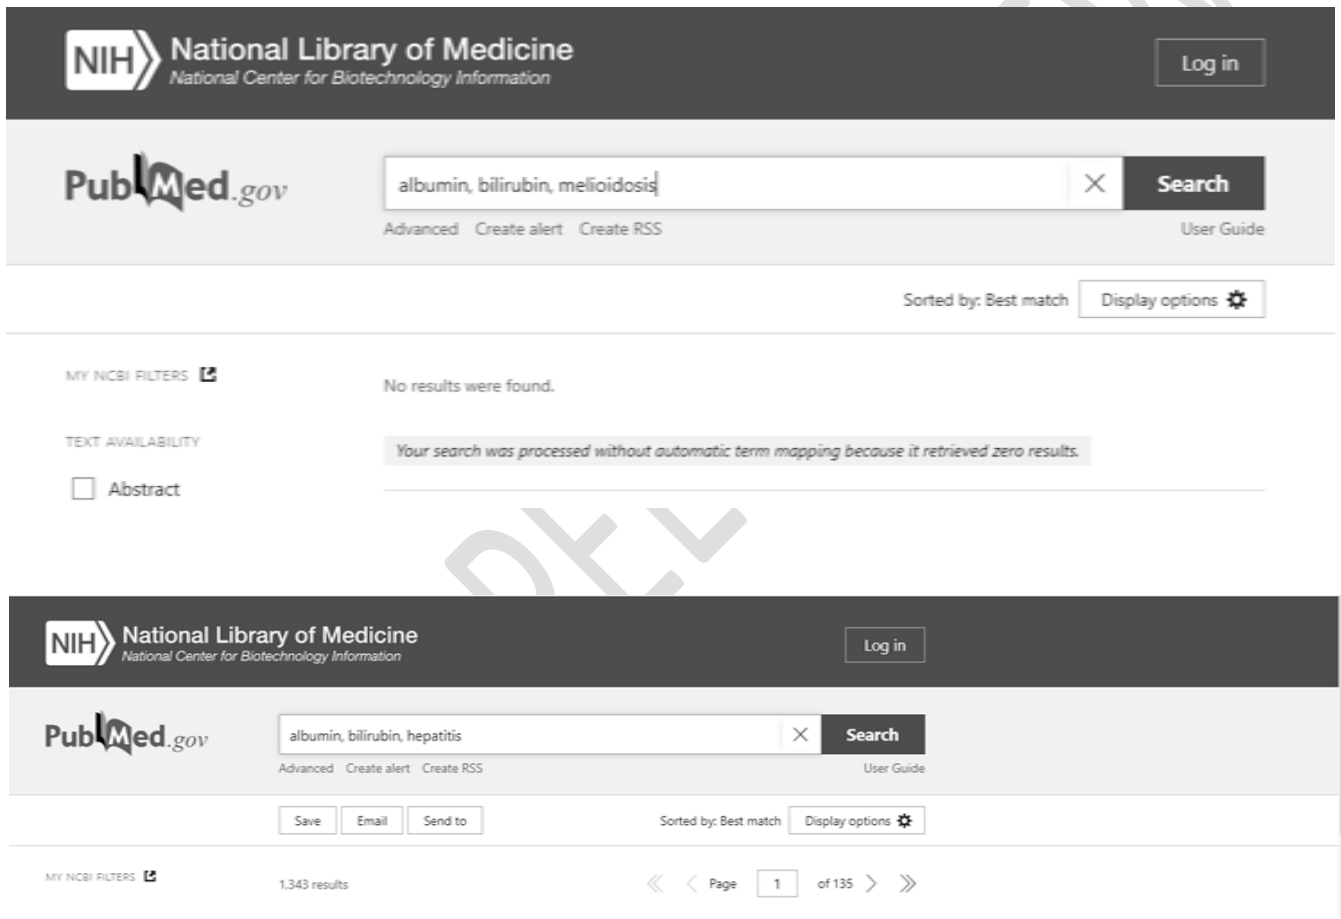 NIH National Library of Medicine
National Center for Biotechnology Information
Log in
PubMed.gov
albumin, bilirubin, melioidosis
Search
Advanced Create alert Create RSS
User Guide
Sorted by: Best match Display options
MY NCBI FILTERS
No results were found.
TEXT AVAILABILITY
Your search was processed without automatic term mapping because it retrieved zero results.
Abstract
NIH National Library of Medicine
National Center for Biotechnology Information
Log in
PubMed.gov
albumin, bilirubin, hepatitis
Search
Advanced Create alert Create RSS
User Guide
Save Email Send to
Sorted by: Best match Display options
MY NCBI FILTERS
1,343 results
Page 1 of 135